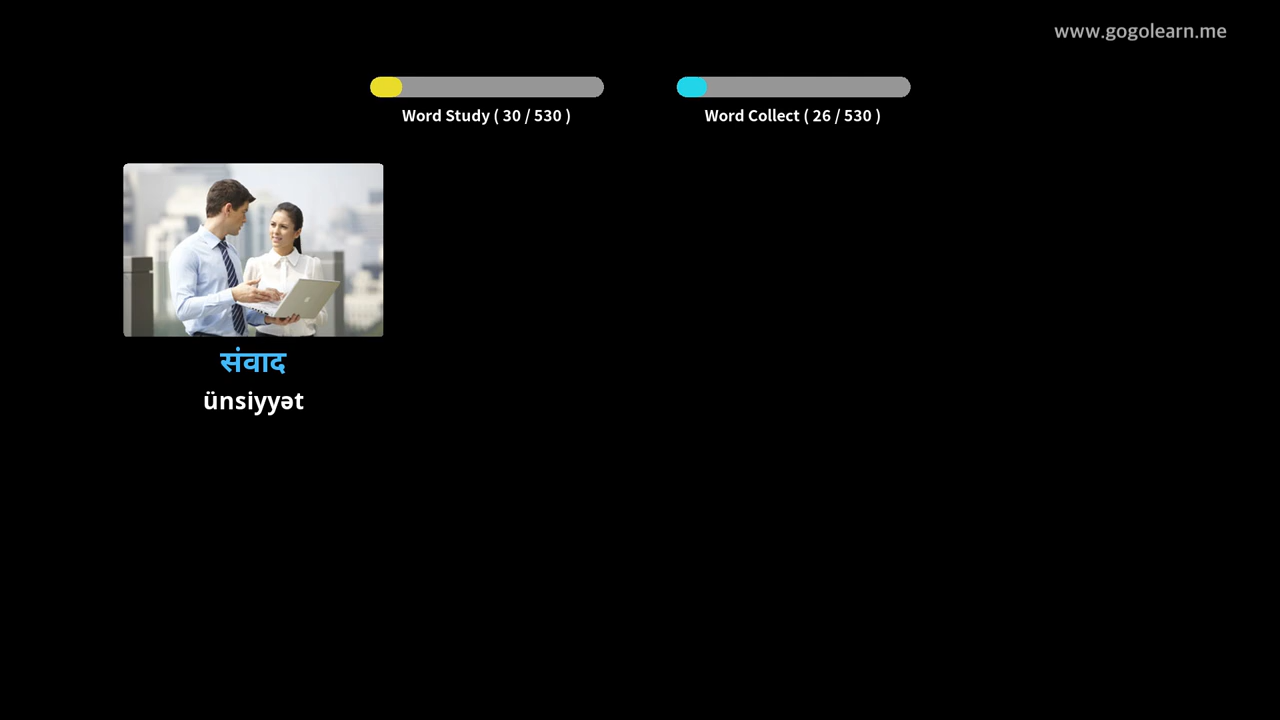 www.gogolearn.me
Word Study ( 30 / 530 )
Word Collect ( 26 / 530 )
संवाद
ünsiyyət